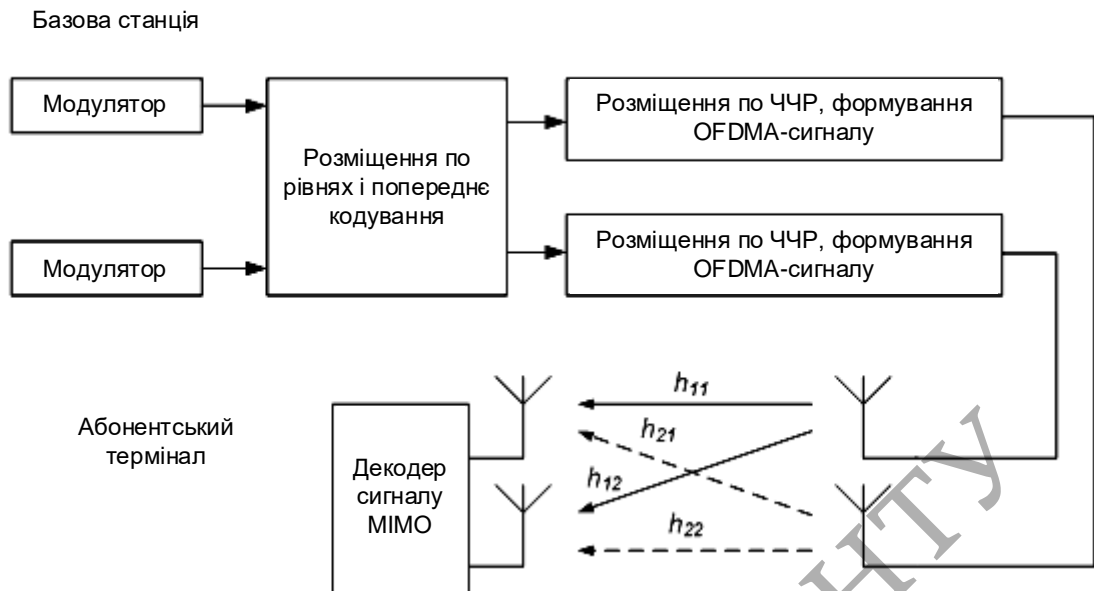 Базова станція
Модулятор
Розміщення по
рівнях і попереднє
кодування
Розміщення по ЧЧР, формування
OFDMA-сигналу
Модулятор
Розміщення по ЧЧР, формування
OFDMA-сигналу
Абонентський
термінал
Декодер
сигналу
MIMO
h11
h21
h12
h22
НТУ